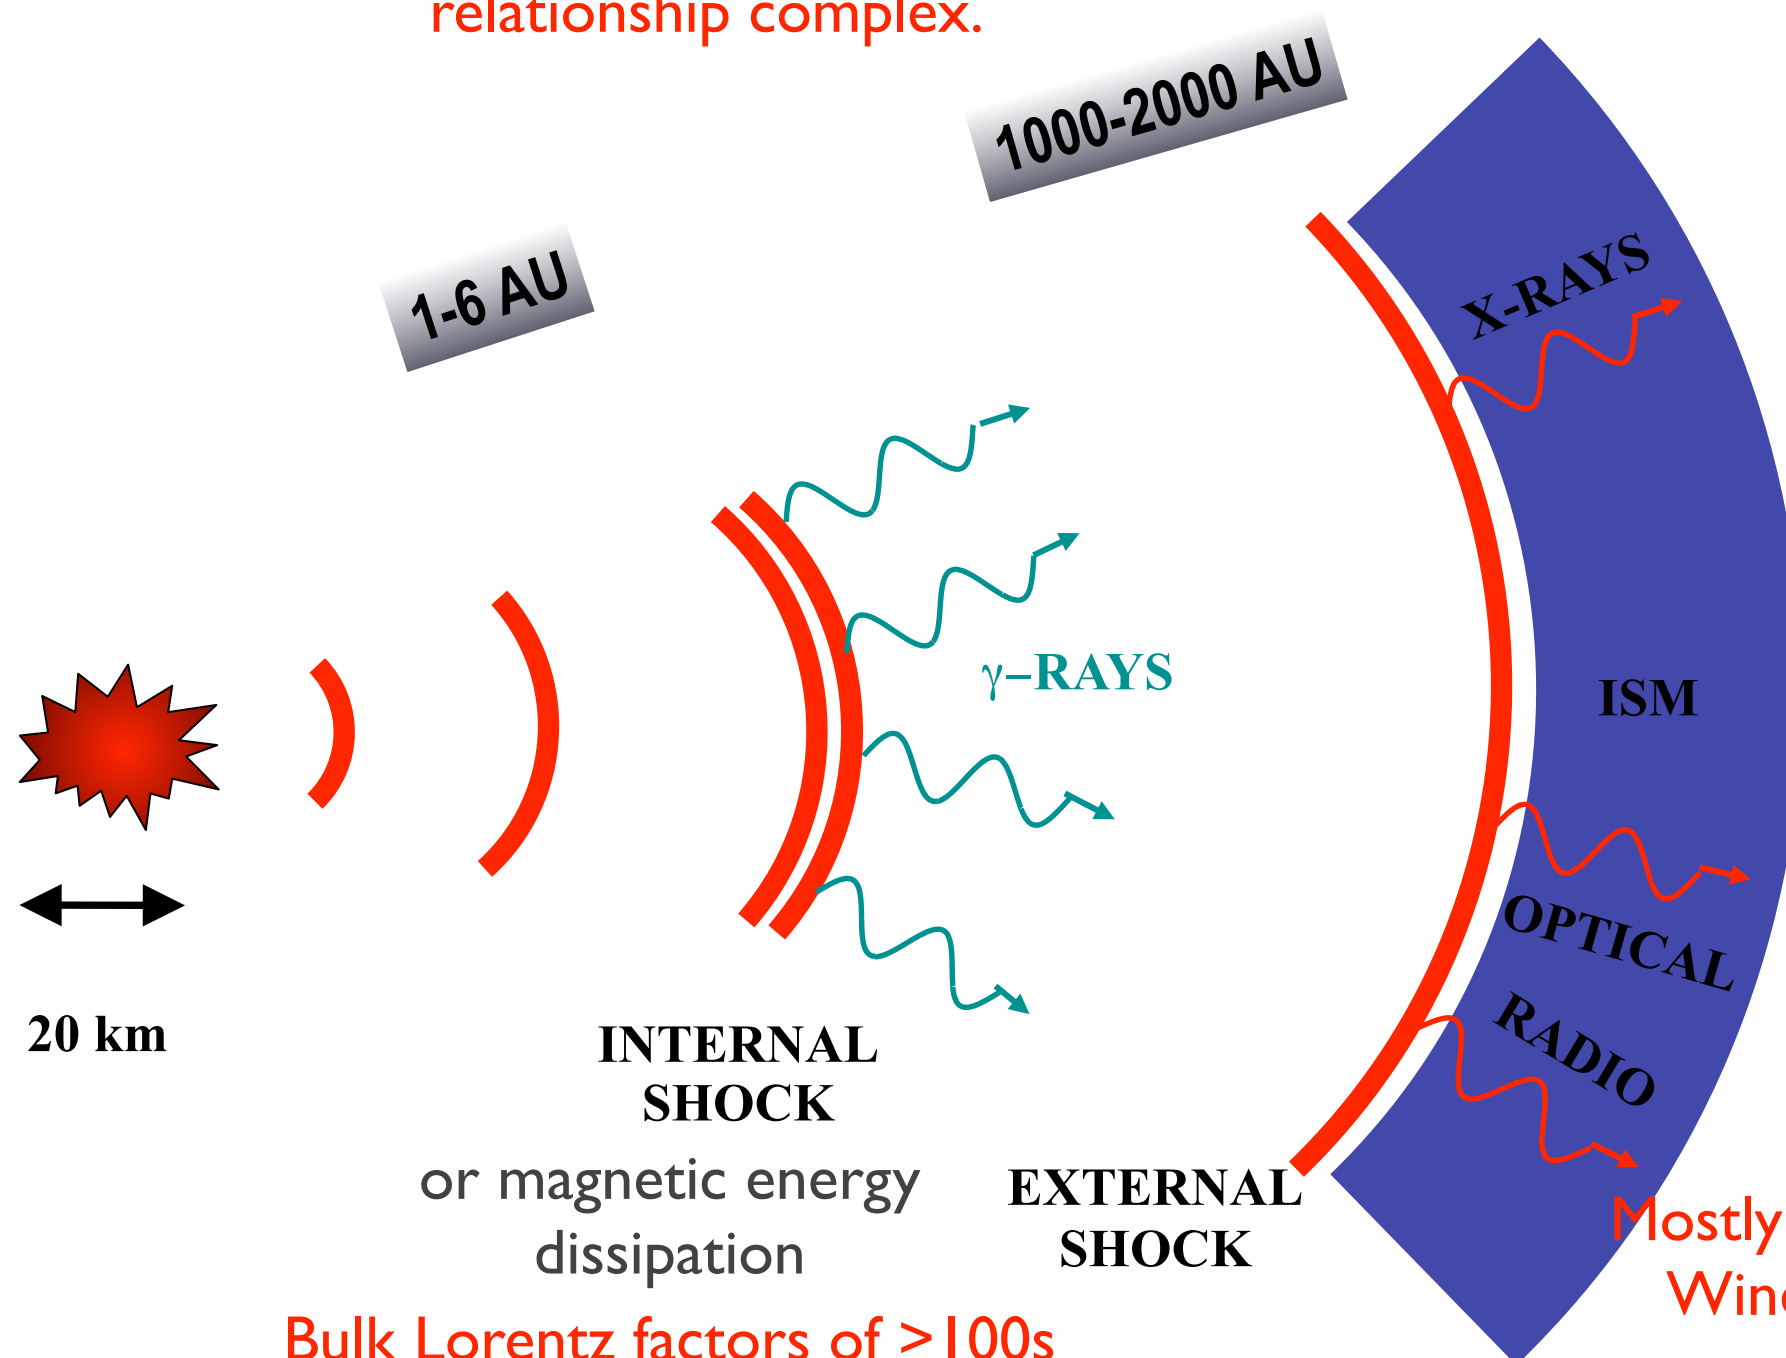 relationship complex.
1000-2000 AU
1-6 AU
X-RAYS
γ–RAYS
ISM
OPTICAL
RADIO
20 km
INTERNAL
SHOCK
or magnetic energy
dissipation
EXTERNAL
SHOCK
Mostly
Bulk Lorentz factors of >100s